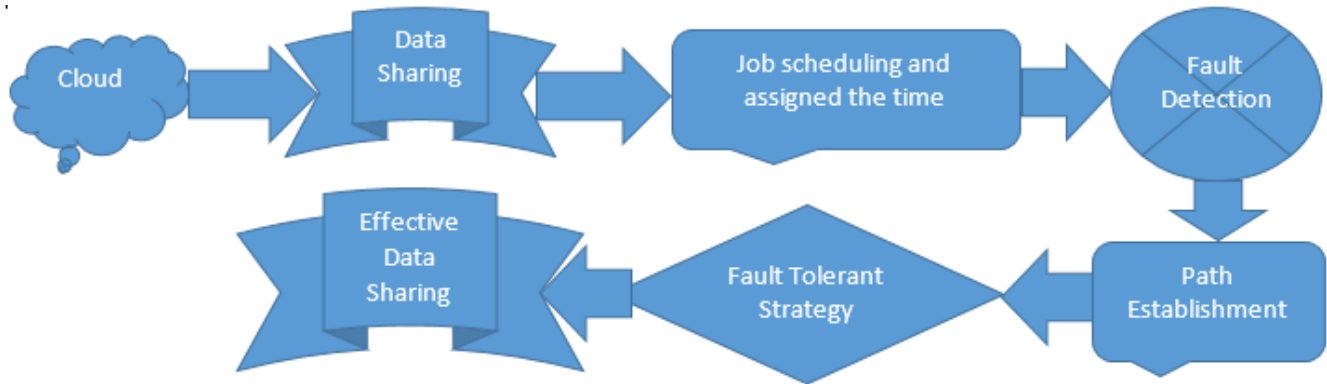 Cloud
Data
Sharing
Job scheduling and
assigned the time
Fault
Detection
Path
Establishment
Fault Tolerant
Strategy
Effective
Data
Sharing